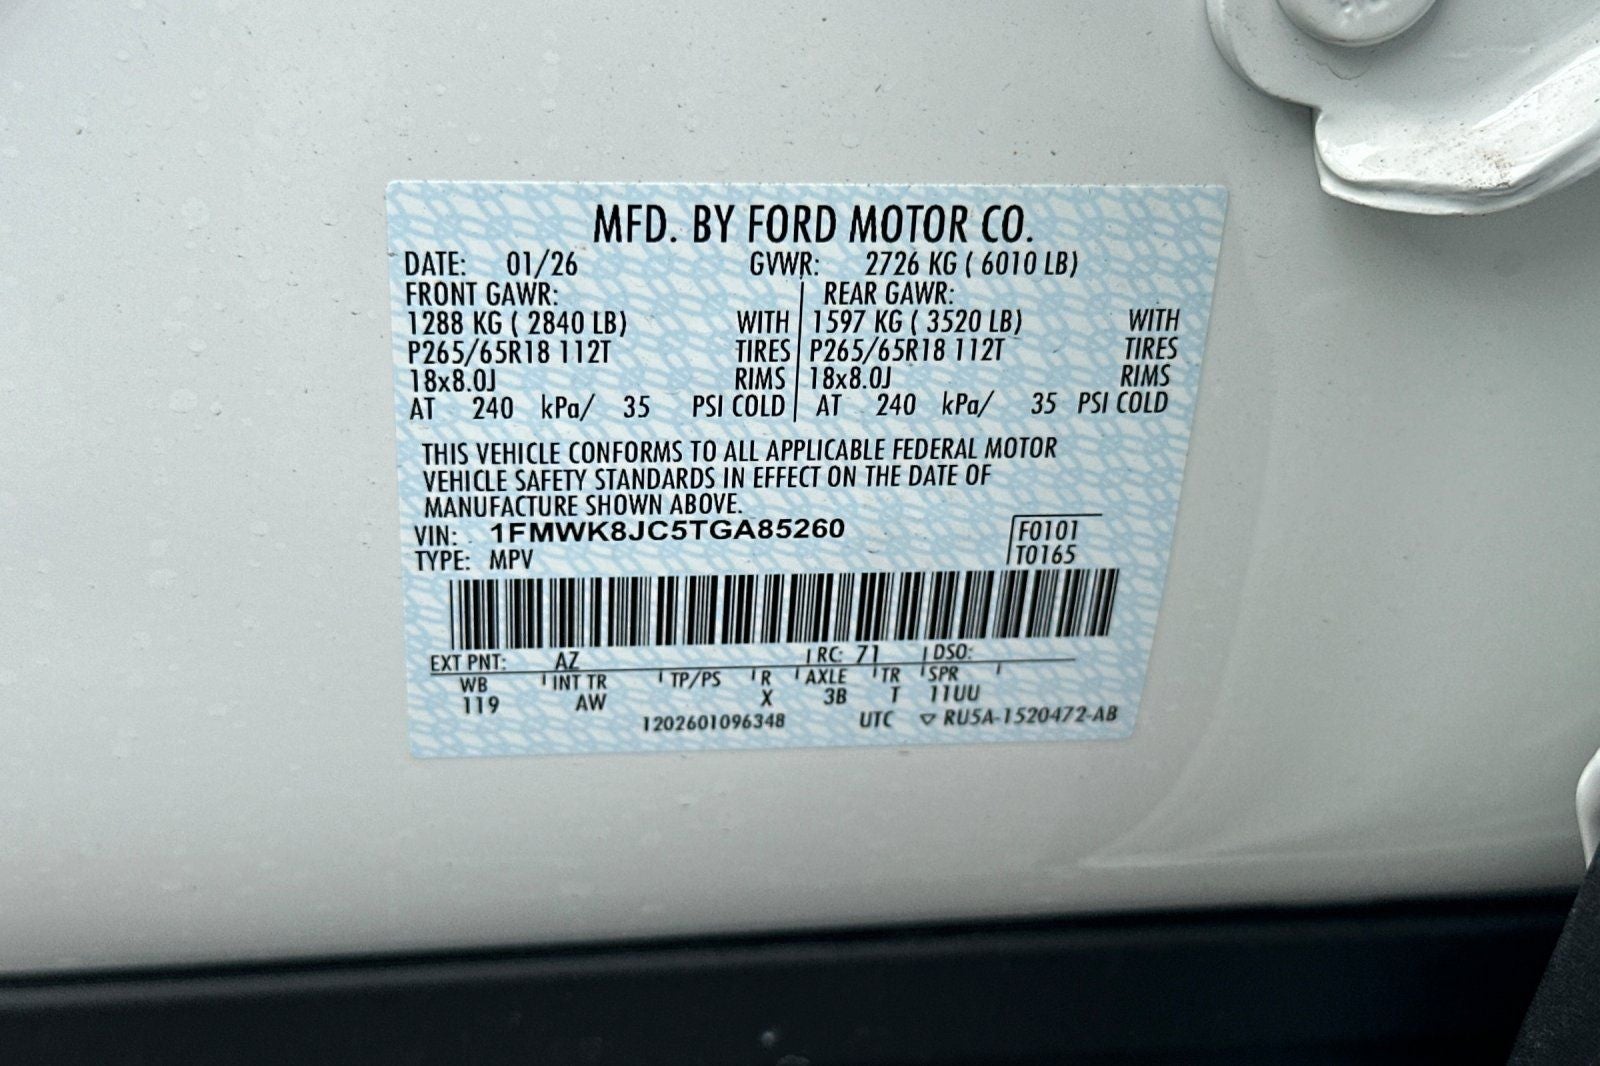 MFD. BY FORD MOTOR CO.
DATE: 01/26 GVWR: 2726 KG ( 6010 LB)
FRONT GAWR: REAR GAWR:
1288 KG ( 2840 LB) WITH 1597 KG ( 3520 LB) WITH
P265/65R18 112T TIRES P265/65R18 112T TIRES
18x8.0J RIMS 18x8.0J RIMS
AT 240 kPa/ 35 PSI COLD AT 240 kPa/ 35 PSI COLD
THIS VEHICLE CONFORMS TO ALL APPLICABLE FEDERAL MOTOR
VEHICLE SAFETY STANDARDS IN EFFECT ON THE DATE OF
MANUFACTURE SHOWN ABOVE.
VIN: 1FMWK8JC5TGA85260 F0101
TYPE: MPV T0165
EXT PNT: AZ RC: 71 DSO:
WB INT TR TP/PS R AXLE TR SPR
119 AW X 3B T 11UU
1202601096348 UTC ▽ RU5A-1520472-AB